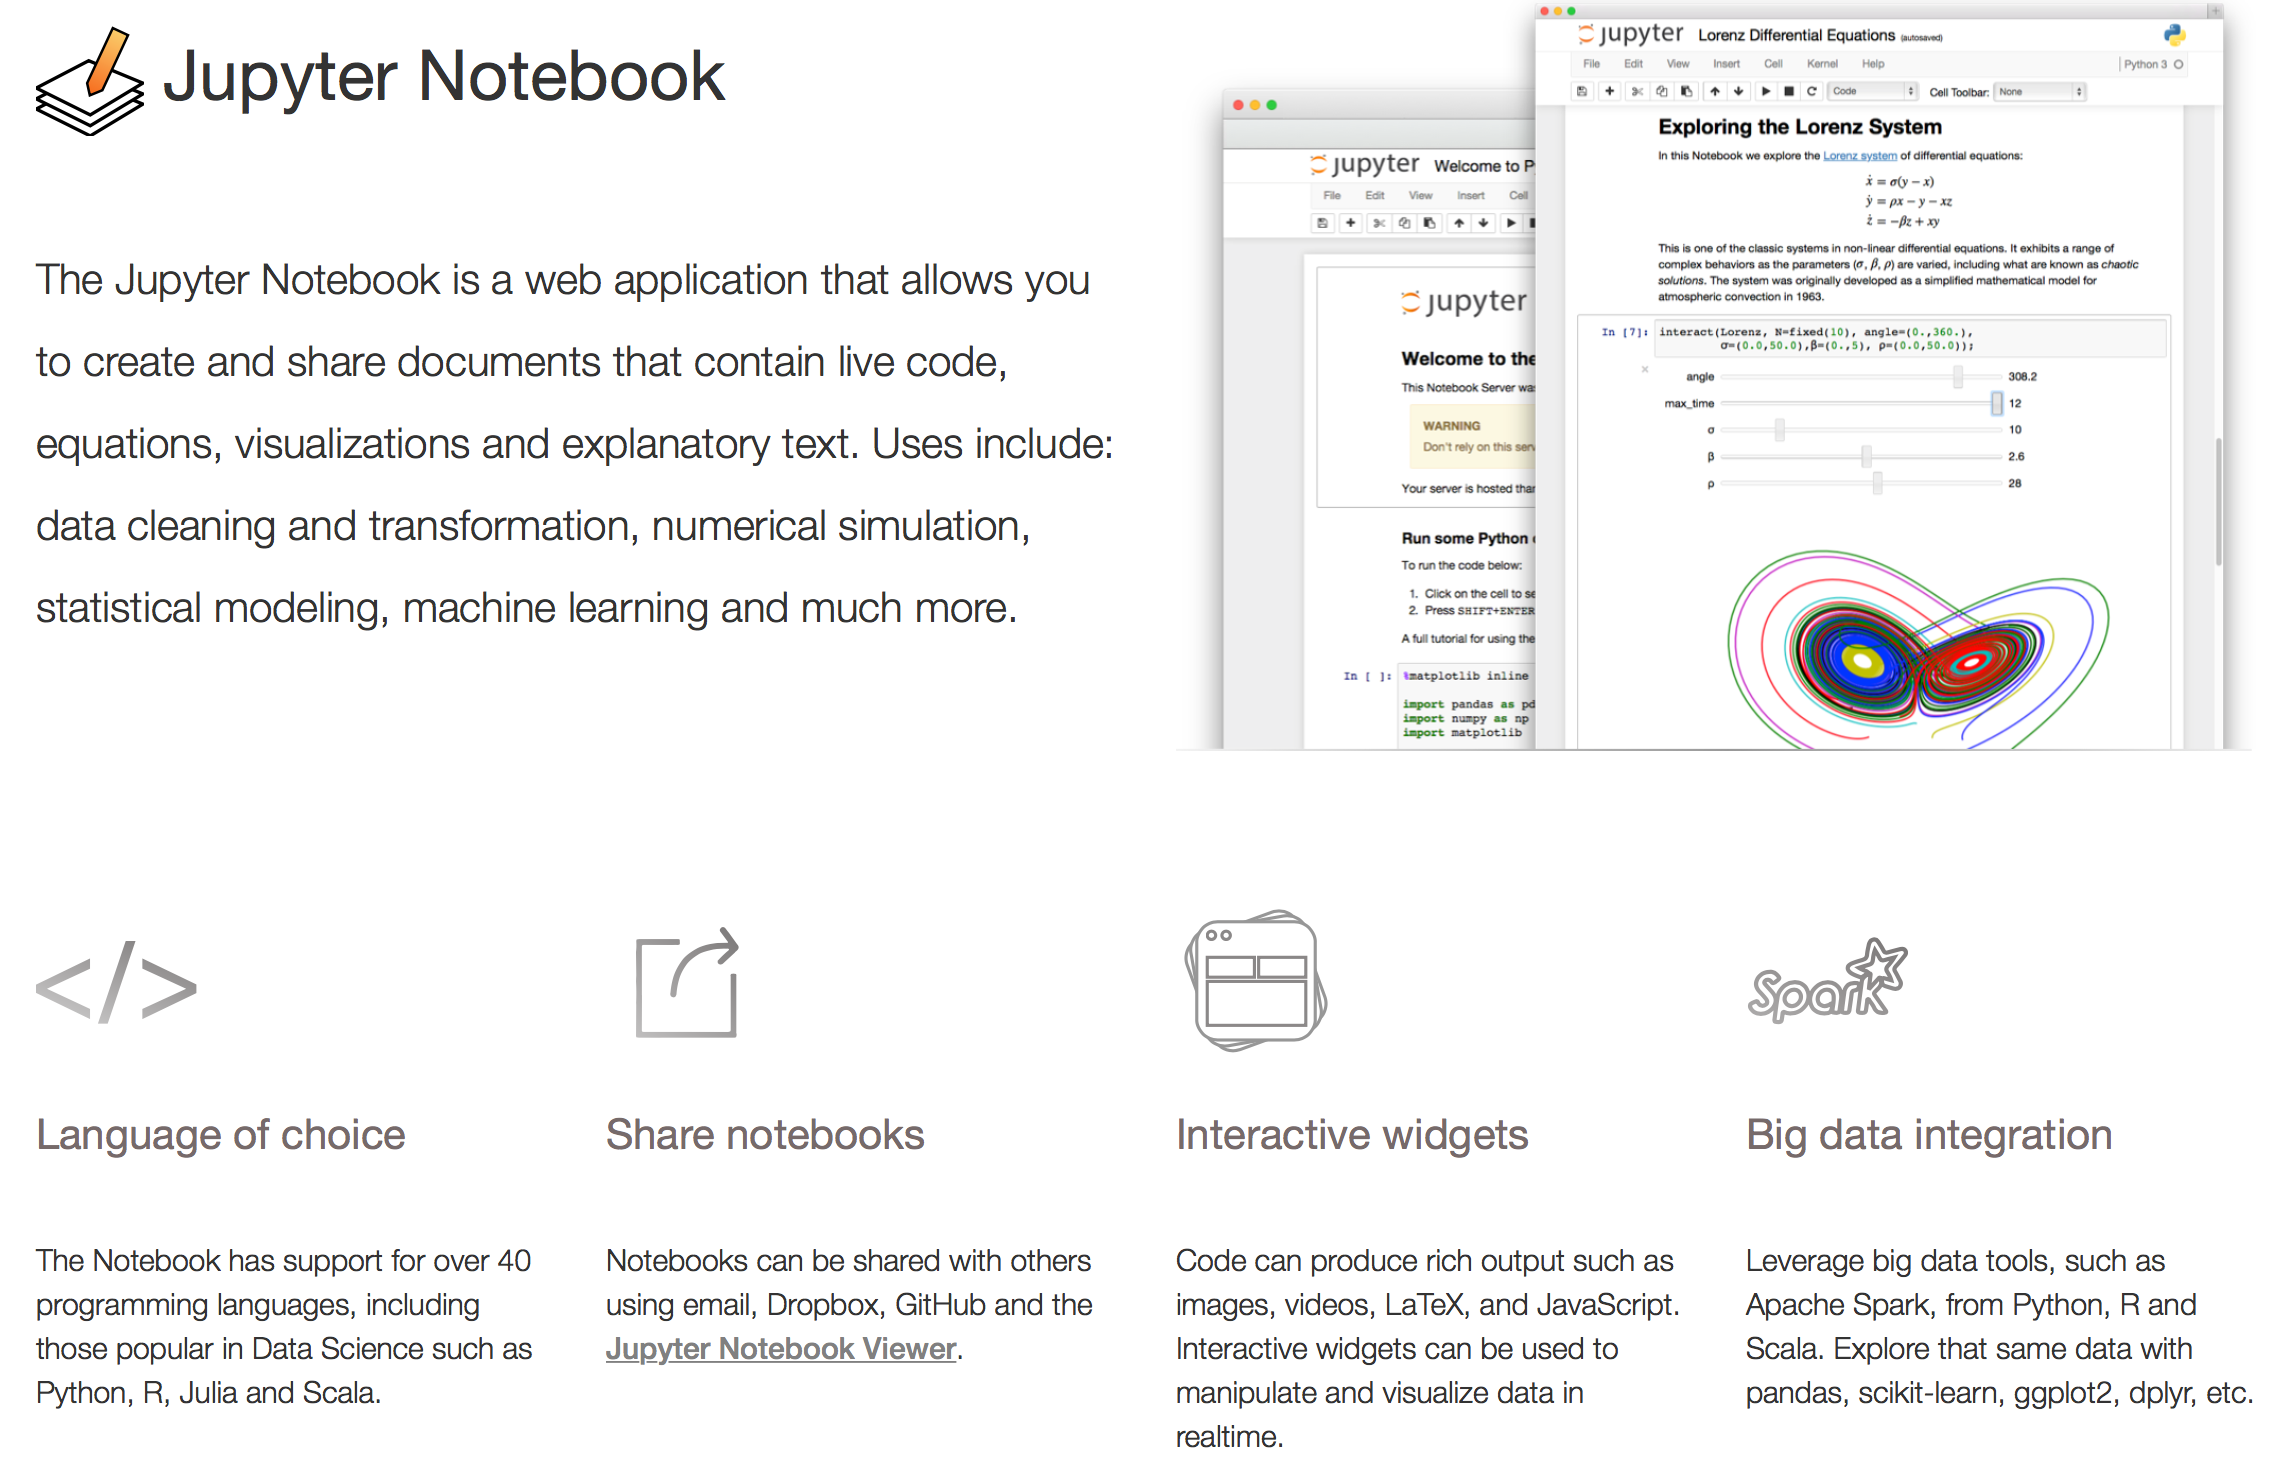 Jupyter Notebook
The Jupyter Notebook is a web application that allows you
to create and share documents that contain live code,
equations, visualizations and explanatory text. Uses include:
data cleaning and transformation, numerical simulation,
statistical modeling, machine learning and much more.
jupyter Welcome to P
File Edit View Insert Cell
jupyter
Welcome to the
This Notebook Server was
WARNING
Don't rely on this serv
Your server is hosted than
Run some Python
To run the code below:
1. Click on the cell to se
2. Press SHIFT+ENTER
A full tutorial for using the
In [ ]: %matplotlib inline
import pandas as pd
import numpy as np
import matplotlib
jupyter Lorenz Differential Equations (autosaved)
File Edit View Insert Cell Kernel Help Python 3
Code Cell Toolbar: None
Exploring the Lorenz System
In this Notebook we explore the Lorenz system of differential equations:
ẋ = σ(y − x)
ẏ = ρx − y − xz
ż = −βz + xy
This is one of the classic systems in non-linear differential equations. It exhibits a range of
complex behaviors as the parameters (σ, β, ρ) are varied, including what are known as chaotic
solutions. The system was originally developed as a simplified mathematical model for
atmospheric convection in 1963.
In [7]: interact(Lorenz, N=fixed(10), angle=(0.,360.),
σ=(0.0,50.0),β=(0.,5), ρ=(0.0,50.0));
angle 308.2
max_time 12
σ 10
β 2.6
ρ 28
</>
Spark
Language of choice
The Notebook has support for over 40
programming languages, including
those popular in Data Science such as
Python, R, Julia and Scala.
Share notebooks
Notebooks can be shared with others
using email, Dropbox, GitHub and the
Jupyter Notebook Viewer.
Interactive widgets
Code can produce rich output such as
images, videos, LaTeX, and JavaScript.
Interactive widgets can be used to
manipulate and visualize data in
realtime.
Big data integration
Leverage big data tools, such as
Apache Spark, from Python, R and
Scala. Explore that same data with
pandas, scikit-learn, ggplot2, dplyr, etc.